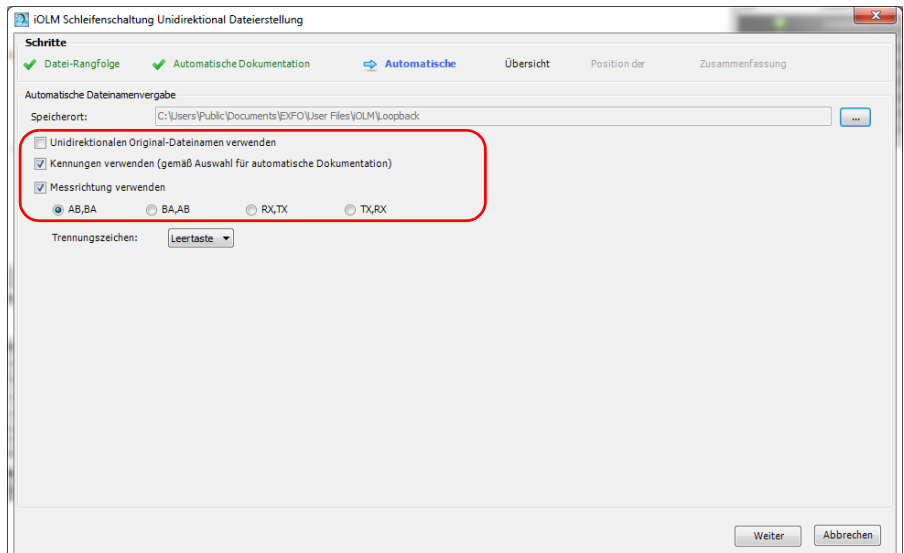 iOLM Schleifenschaltung Unidirektional Dateierstellung
Schritte
Datei-Rangfolge Automatische Dokumentation Automatische Übersicht Position der Zusammenfassung
Automatische Dateinamenvergabe
Speicherort: C:\Users\Public\Documents\EXFO\User Files\iOLM\Loopback ...
Unidirektionalen Original-Dateinamen verwenden
Kennungen verwenden (gemäß Auswahl für automatische Dokumentation)
Messrichtung verwenden
AB,BA BA,AB RX,TX TX,RX
Trennungszeichen: Leertaste
Weiter Abbrechen